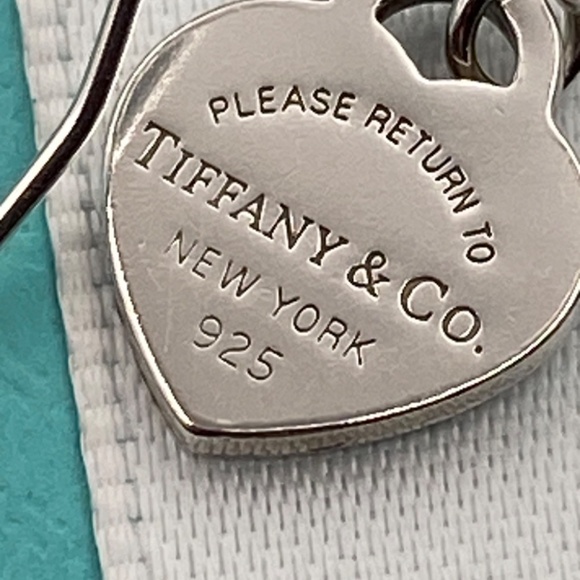 PLEASE RETURN TO
TIFFANY & CO.
NEW YORK
925